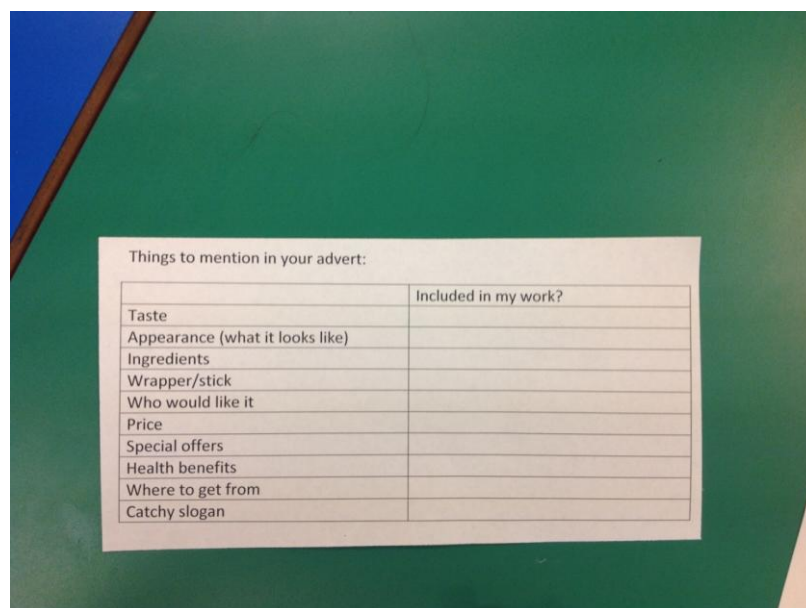 Things to mention in your advert:
Included in my work?
Taste
Appearance (what it looks like)
Ingredients
Wrapper/stick
Who would like it
Price
Special offers
Health benefits
Where to get from
Catchy slogan